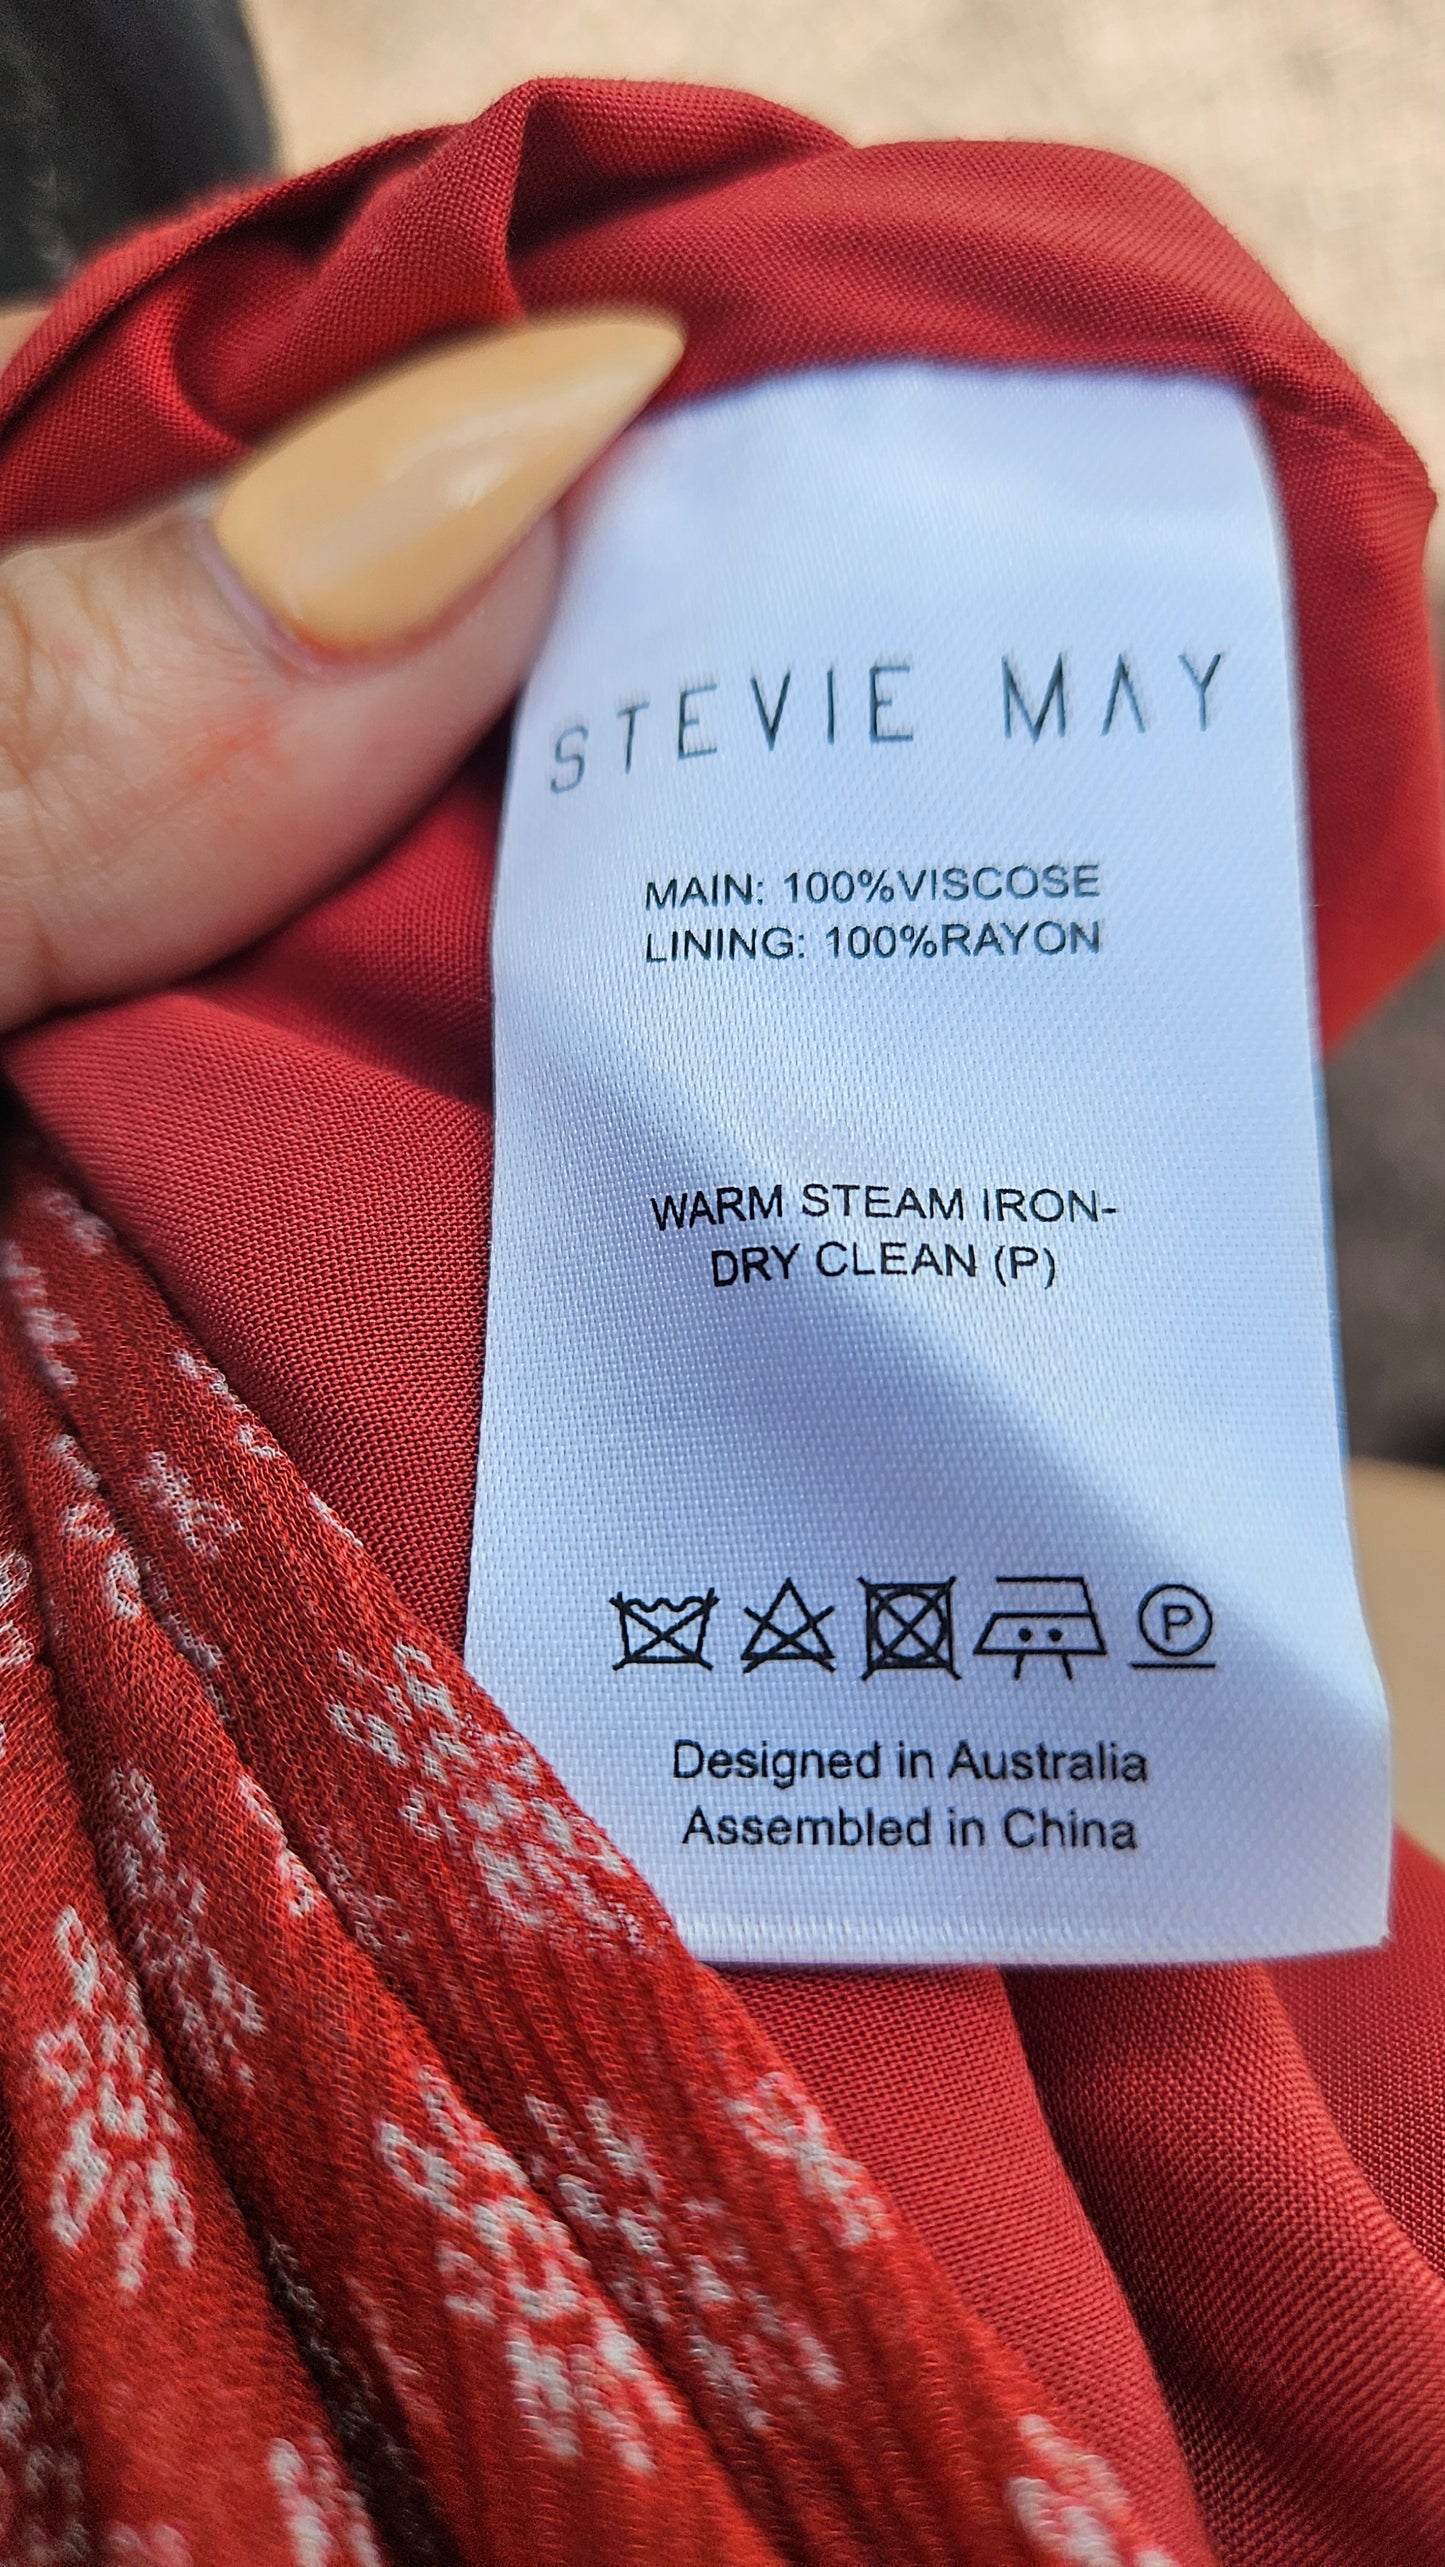 STEVIE MAY
MAIN: 100%VISCOSE
LINING: 100%RAYON
WARM STEAM IRON-
DRY CLEAN (P)
P
Designed in Australia
Assembled in China